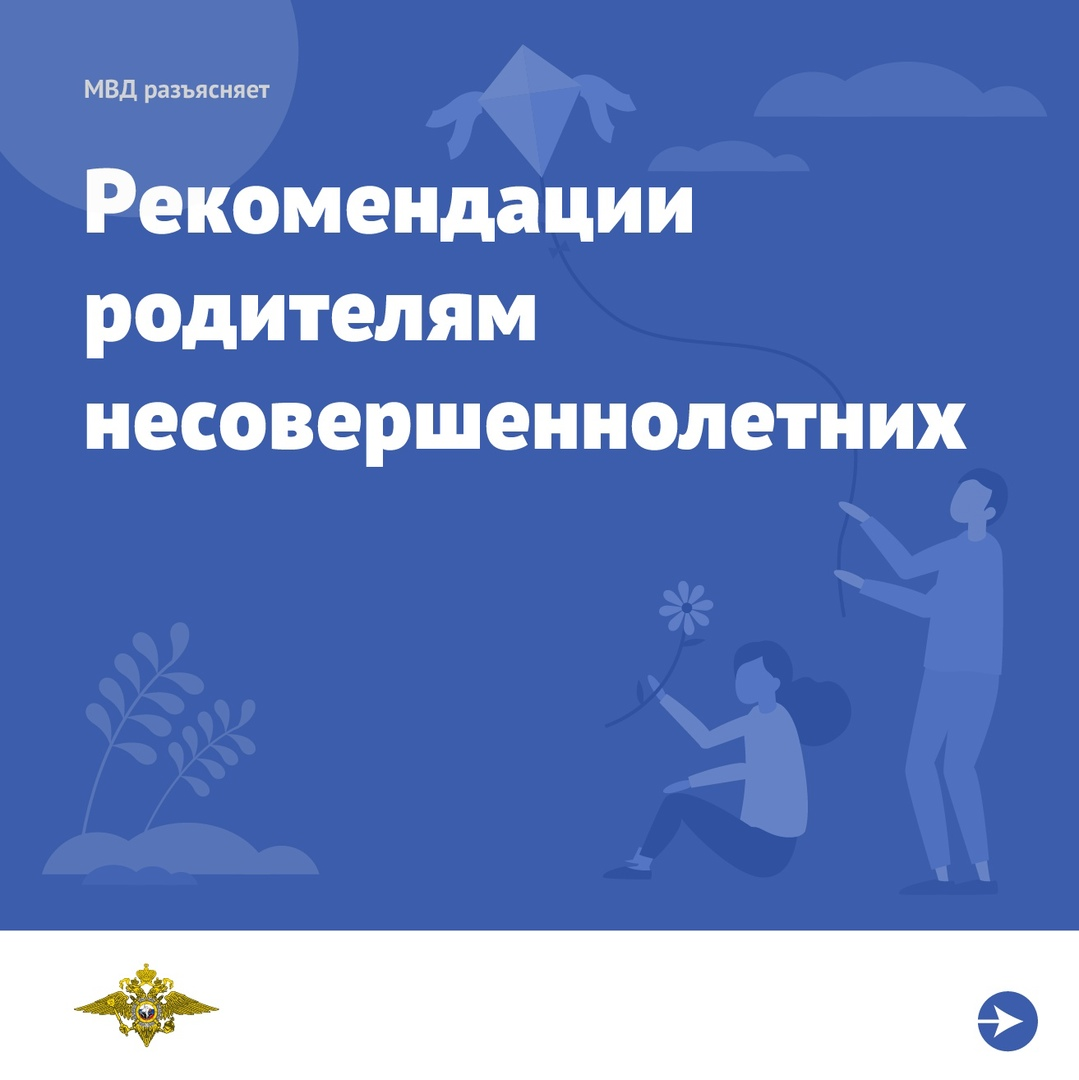 МВД разъясняет
Рекомендации
родителям
несовершеннолетних